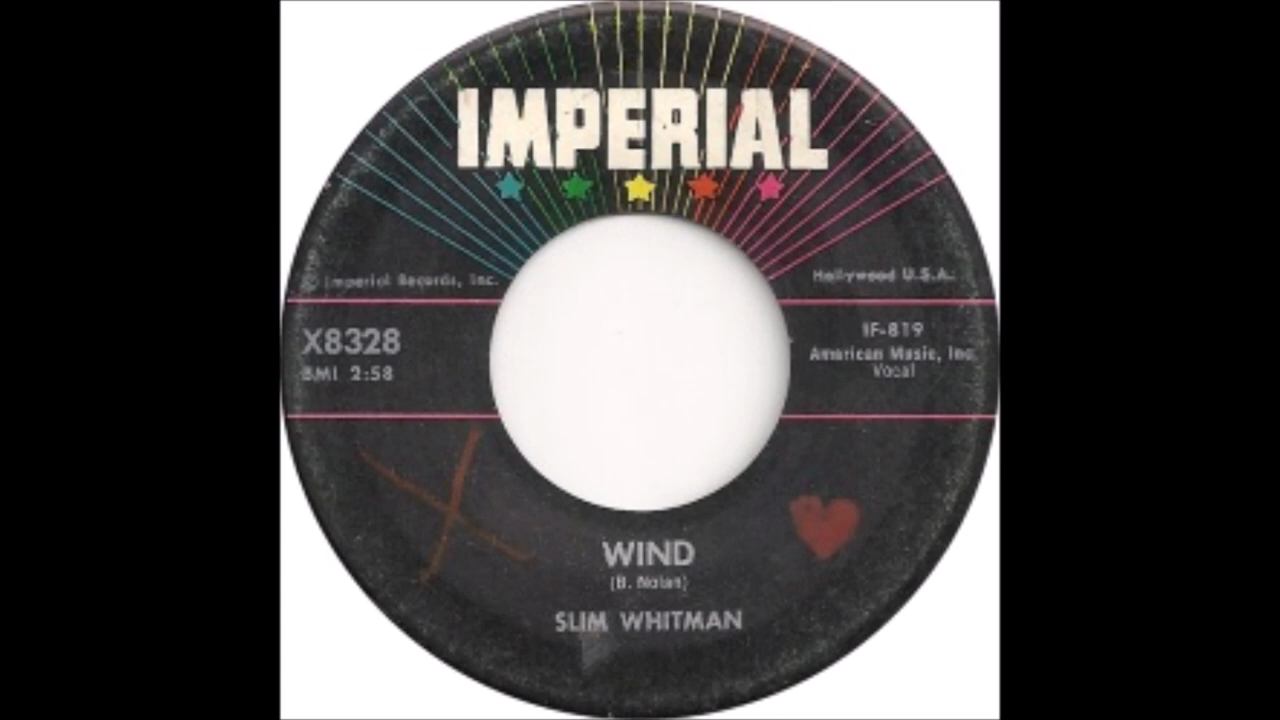 IMPERIAL
© Imperial Records, Inc.
Hollywood U.S.A.
X8328
BMI 2:58
IF-819
American Music, Inc.
Vocal
WIND
(B. Nolan)
SLIM WHITMAN